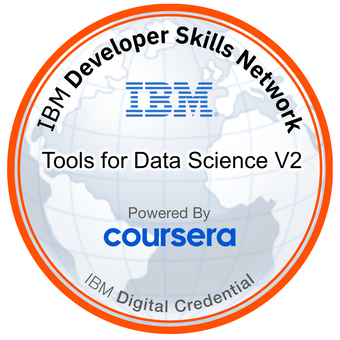 IBM Developer Skills Network
IBM
Tools for Data Science V2
Powered By
coursera
IBM Digital Credential